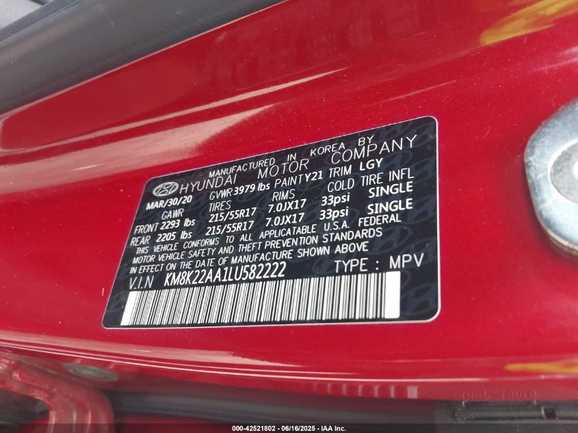 MANUFACTURED IN KOREA BY
HYUNDAI MOTOR COMPANY
MAR/30/20 GVWR 3979 lbs PAINT Y21 TRIM LGY
GAWR TIRES RIMS COLD TIRE INFL
FRONT 2293 lbs 215/55R17 7.0JX17 33psi SINGLE
REAR 2205 lbs 215/55R17 7.0JX17 33psi SINGLE
THIS VEHICLE CONFORMS TO ALL APPLICABLE U.S.A. FEDERAL
MOTOR VEHICLE SAFETY AND THEFT PREVENTION STANDARDS
IN EFFECT ON THE DATE OF MANUFACTURE SHOWN ABOVE.
V.I.N KM8K22AA1LU582222 TYPE : MPV
000-42521802 - 06/16/2025 - IAA Inc.